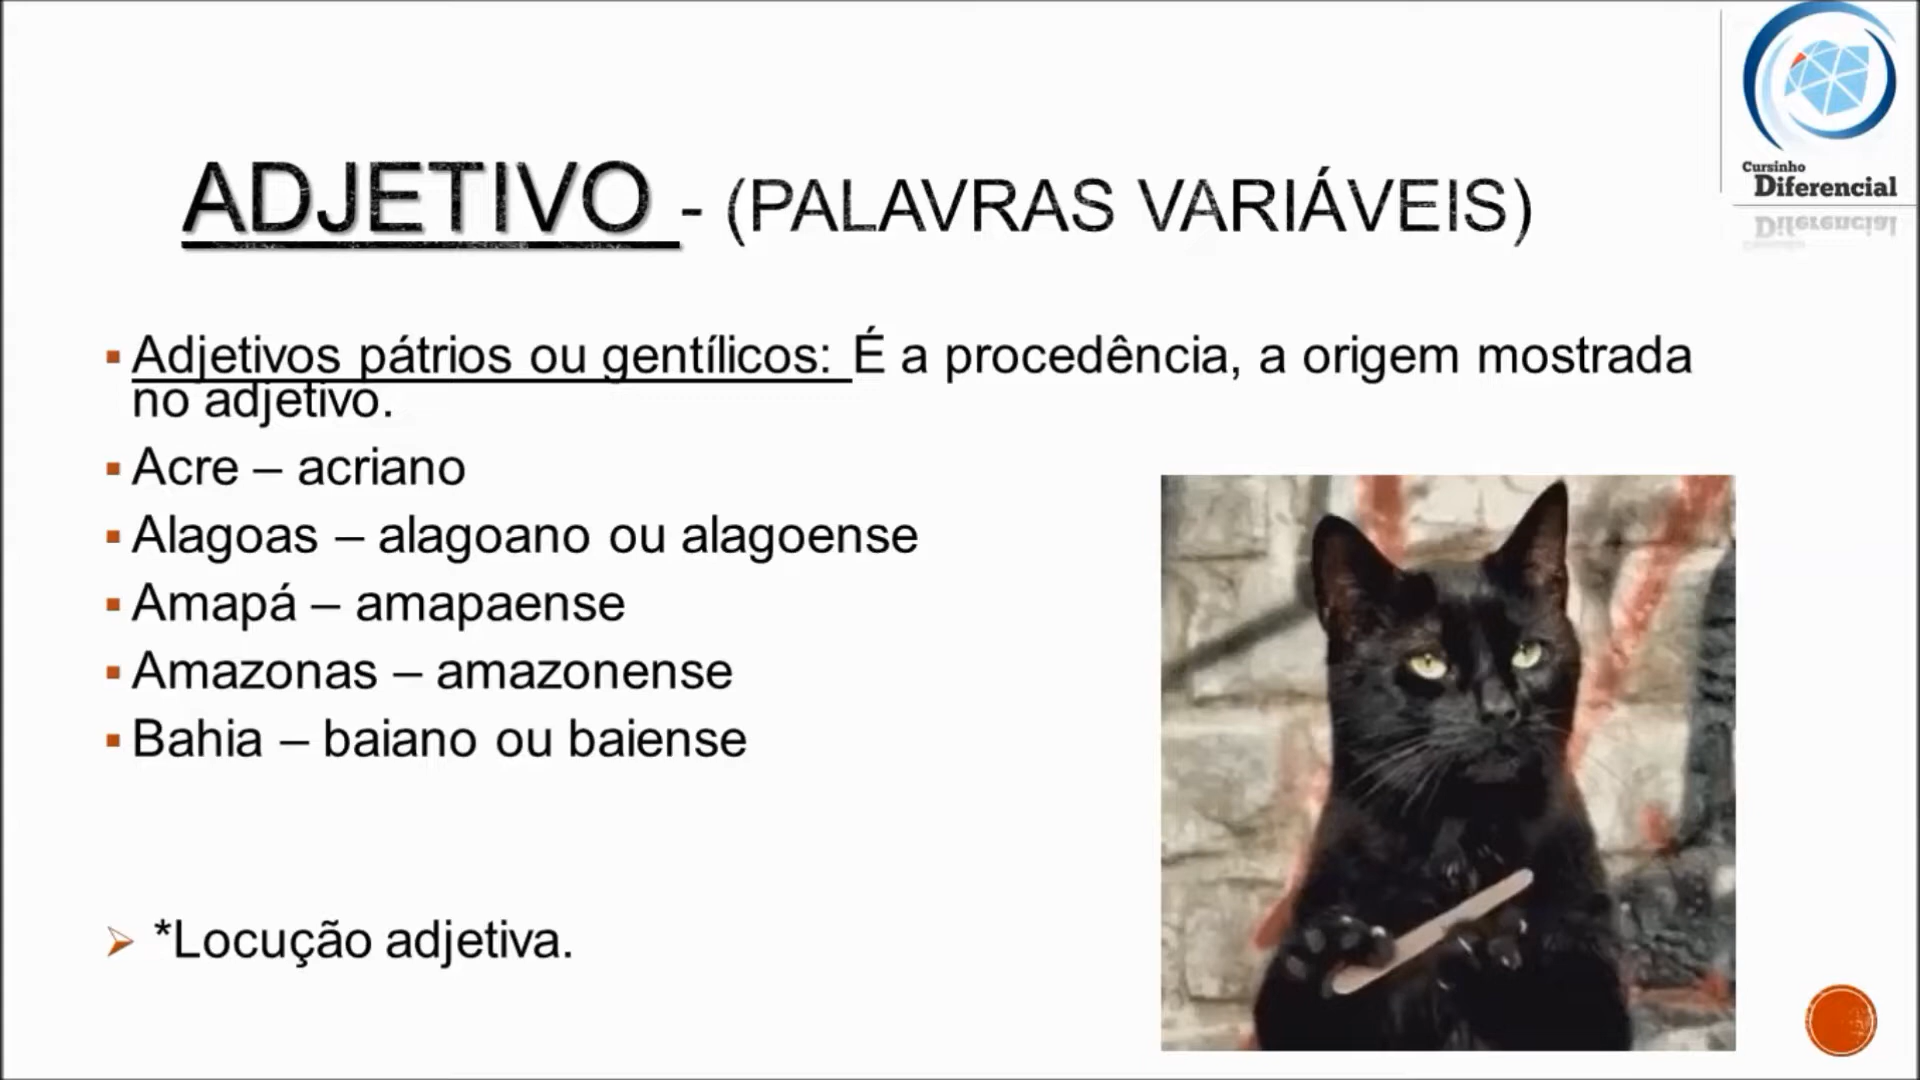 Cursinho
Diferencial
ADJETIVO - (PALAVRAS VARIÁVEIS)
Adjetivos pátrios ou gentílicos: É a procedência, a origem mostrada
no adjetivo.
Acre – acriano
Alagoas – alagoano ou alagoense
Amapá – amapaense
Amazonas – amazonense
Bahia – baiano ou baiense
*Locução adjetiva.